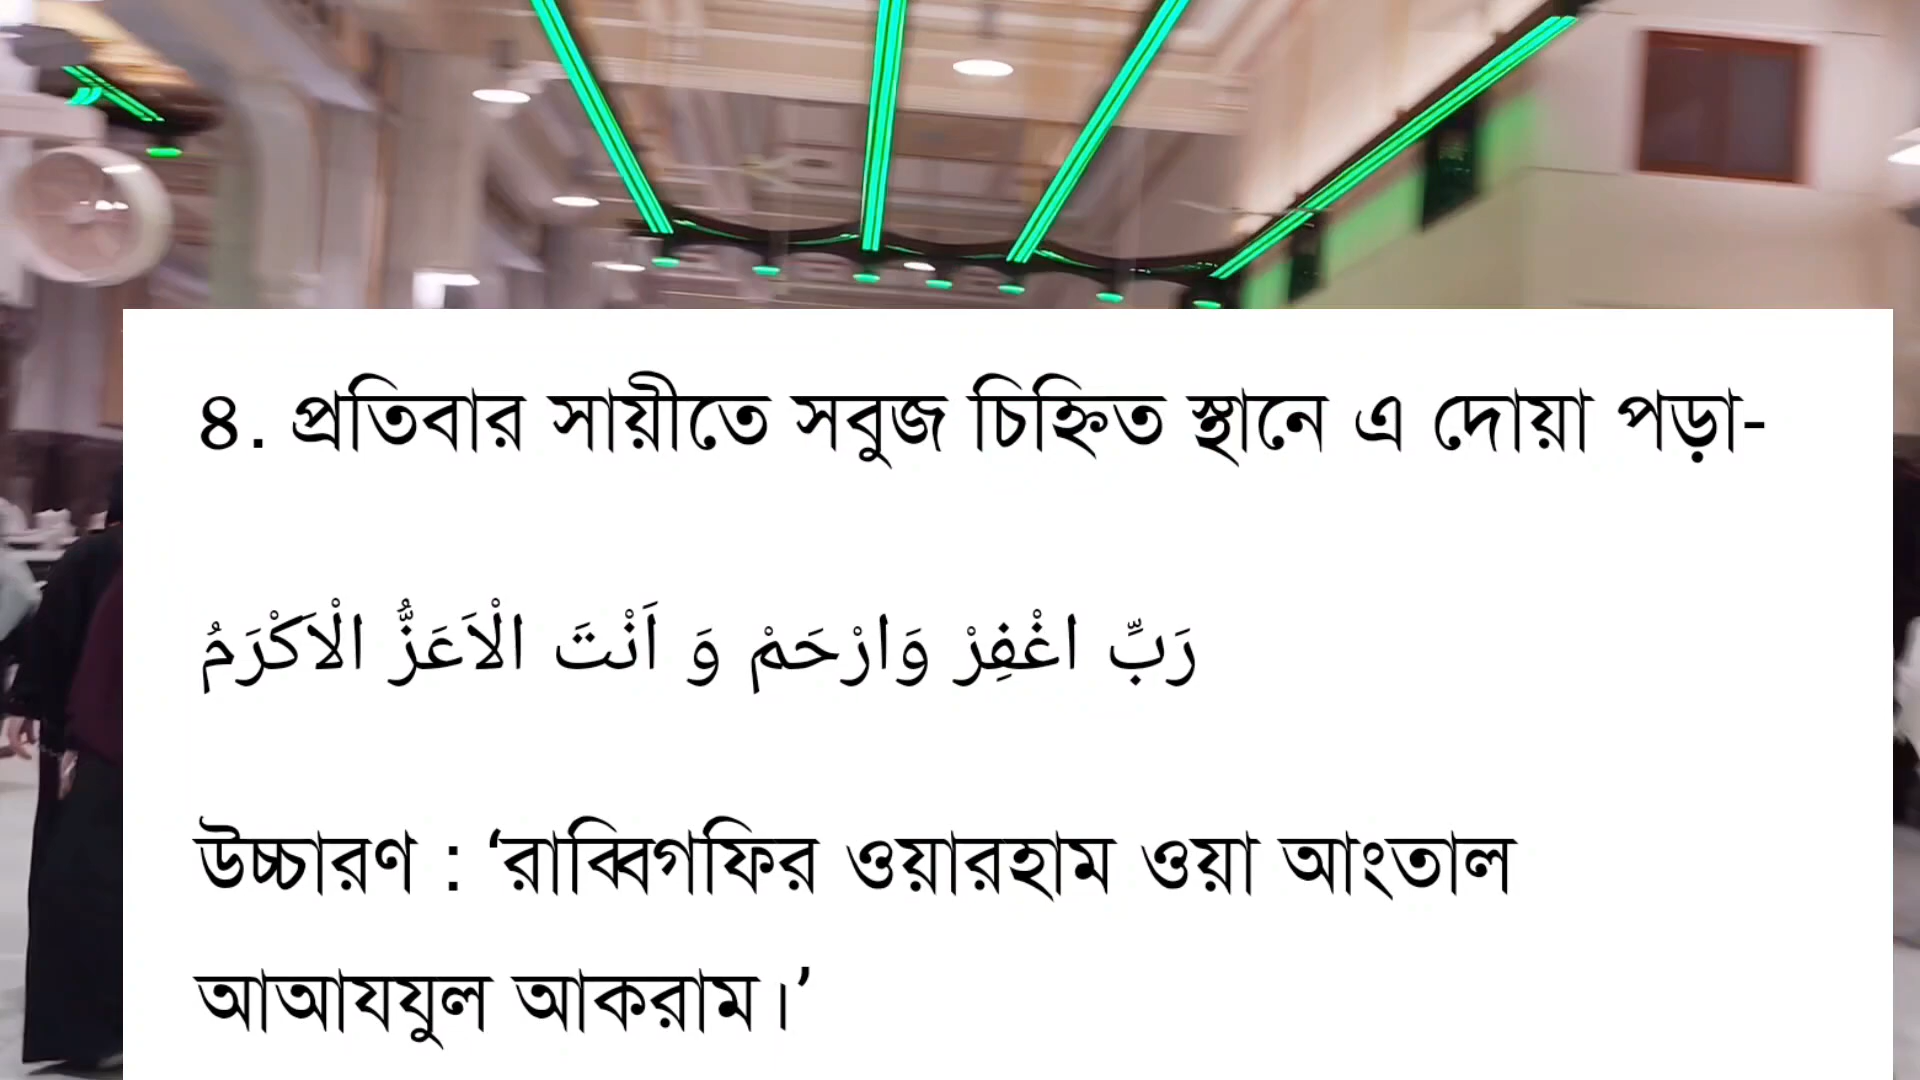 ৪. প্রতিবার সায়ীতে সবুজ চিহ্নিত স্থানে এ দোয়া পড়া-
رَبِّ اغْفِرْ وَارْحَمْ وَ اَنْتَ الْاَعَزُّ الْاَكْرَمُ
উচ্চারণ : ‘রাব্বিগফির ওয়ারহাম ওয়া আংতাল
আআযযুল আকরাম।’